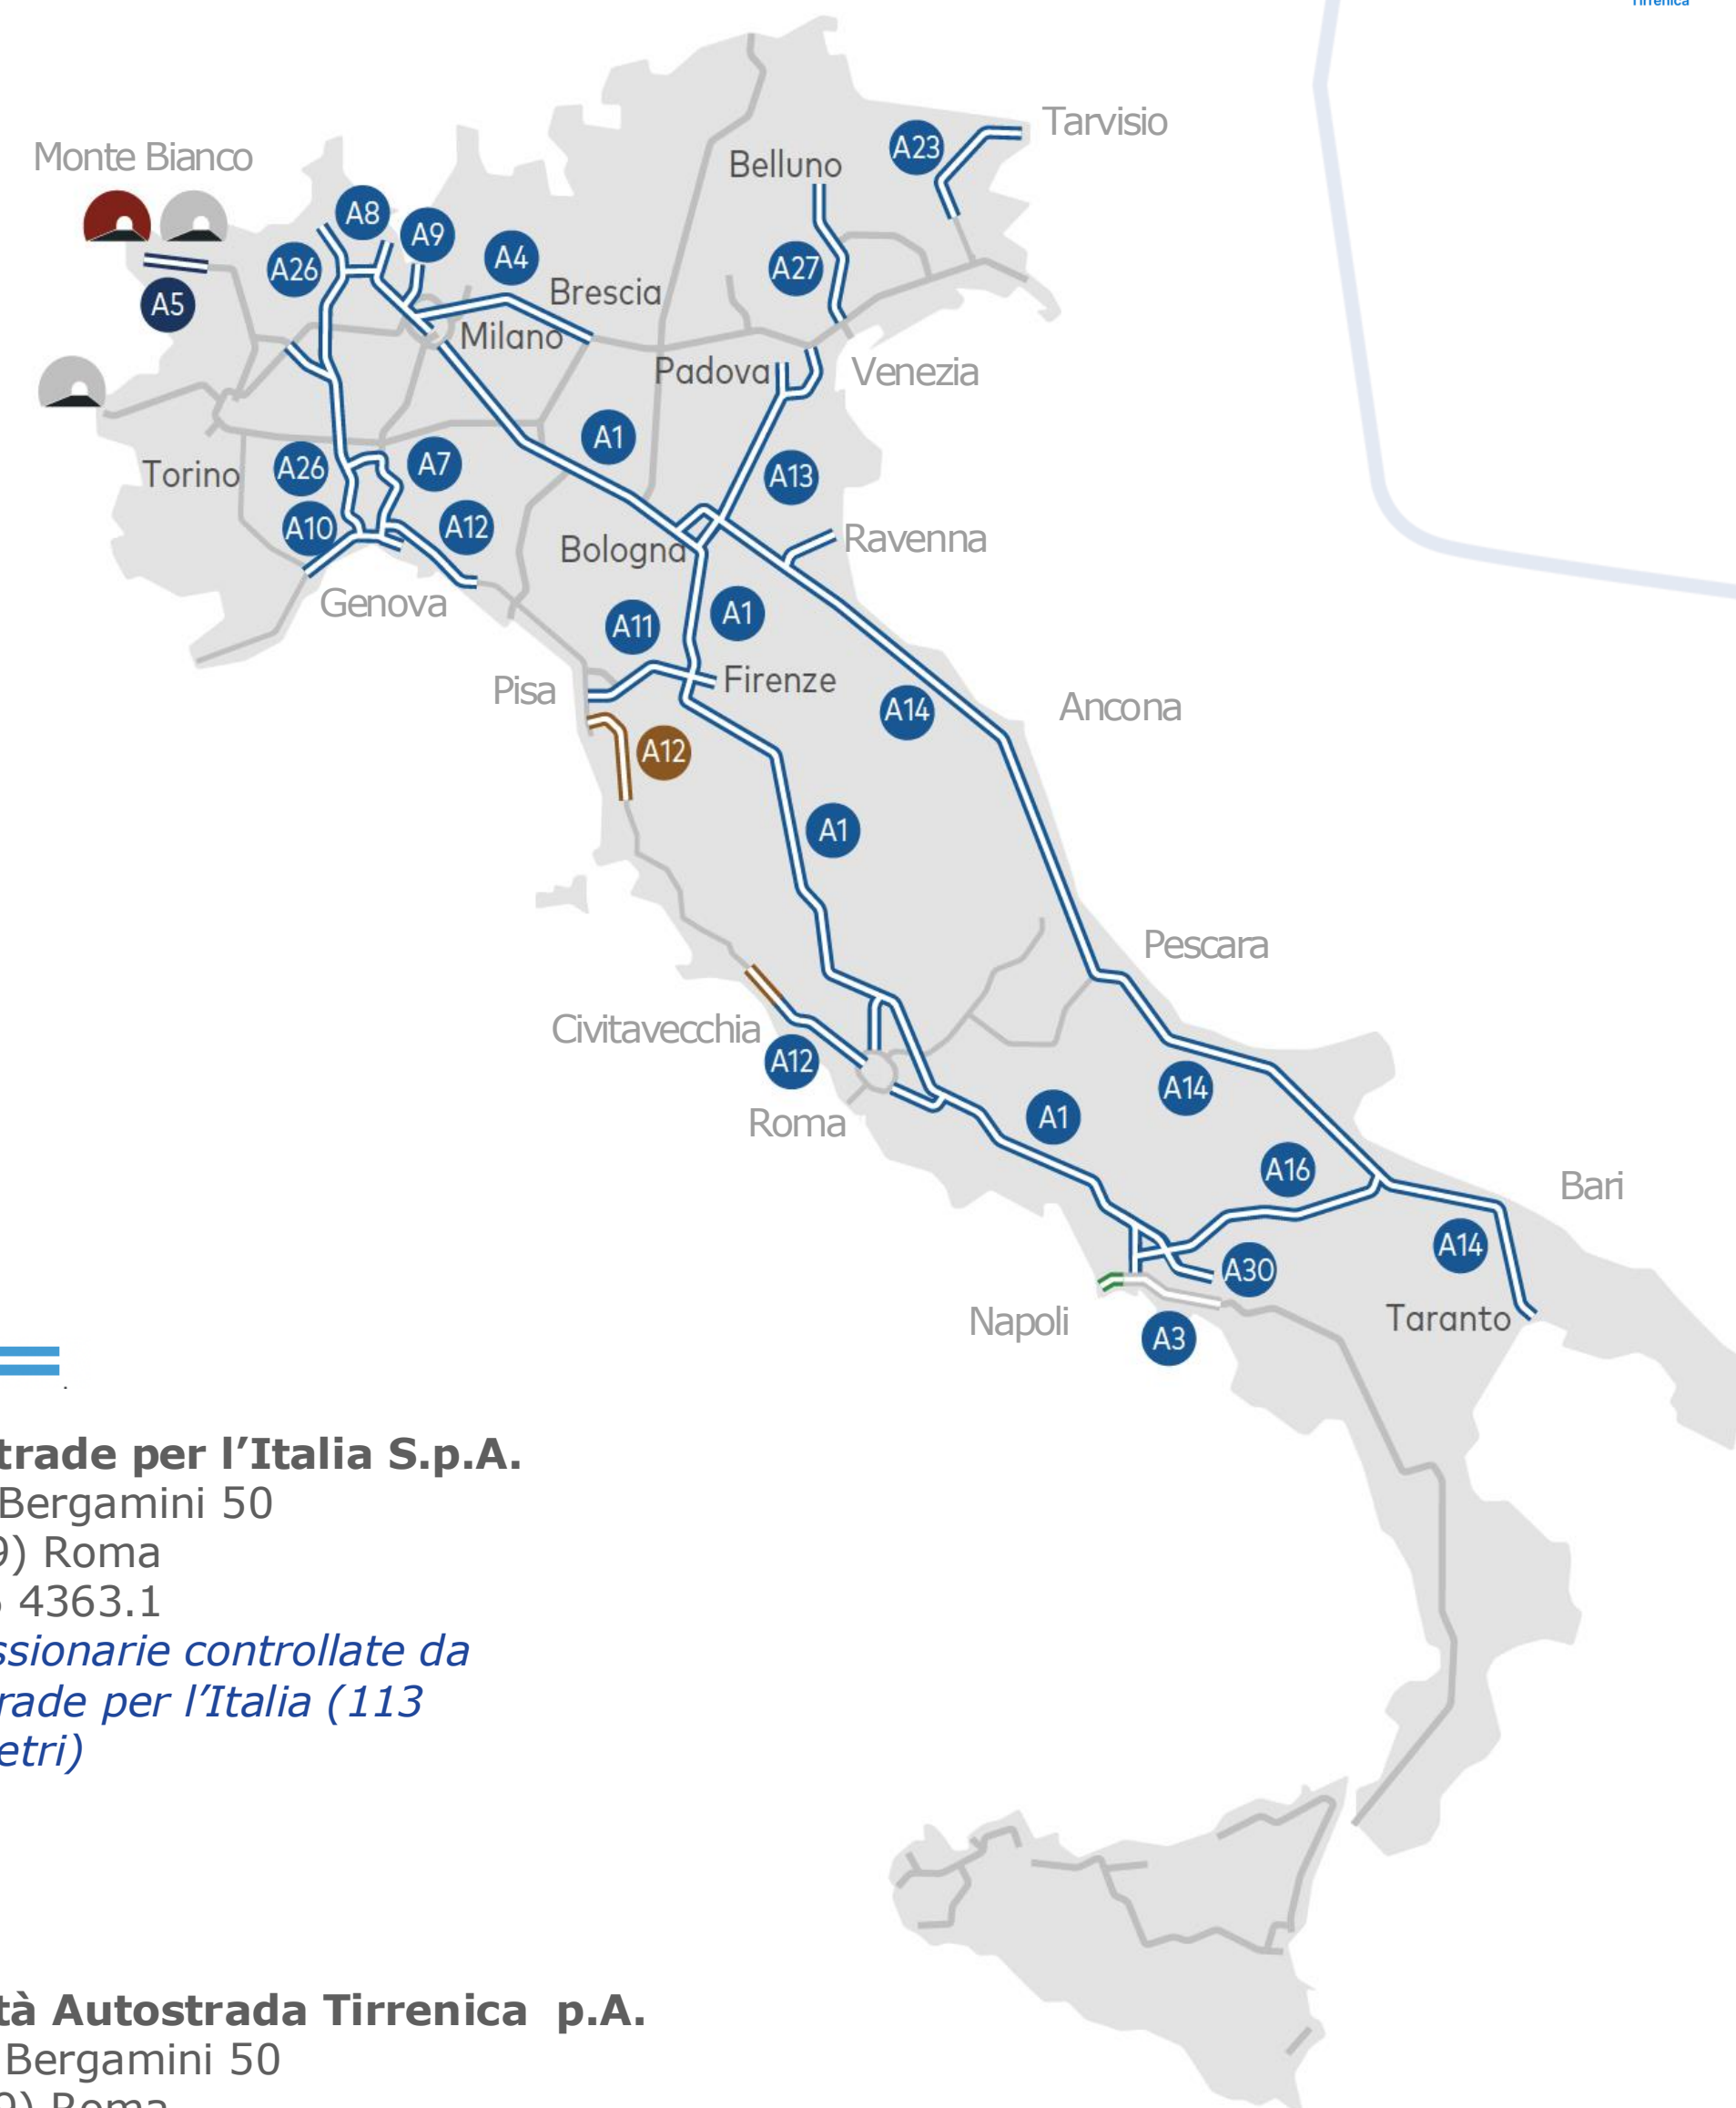 Tirrenica
Tarvisio
A23
Monte Bianco
Belluno
A8
A9
A4
A26
A27
A5
Brescia
Milano
Padova
Venezia
A1
A7
A26
A13
Torino
A10
A12
Ravenna
Bologna
Genova
A11
A1
Pisa
Firenze
A14
Ancona
A12
A1
Pescara
Civitavecchia
A12
A14
A1
Roma
A16
Bari
A14
A30
Napoli
A3
Taranto
trade per l'Italia S.p.A.
Bergamini 50
9) Roma
4363.1
ssionarie controllate da
rade per l'Italia (113
etri)
tà Autostrada Tirrenica p.A.
Bergamini 50
Roma